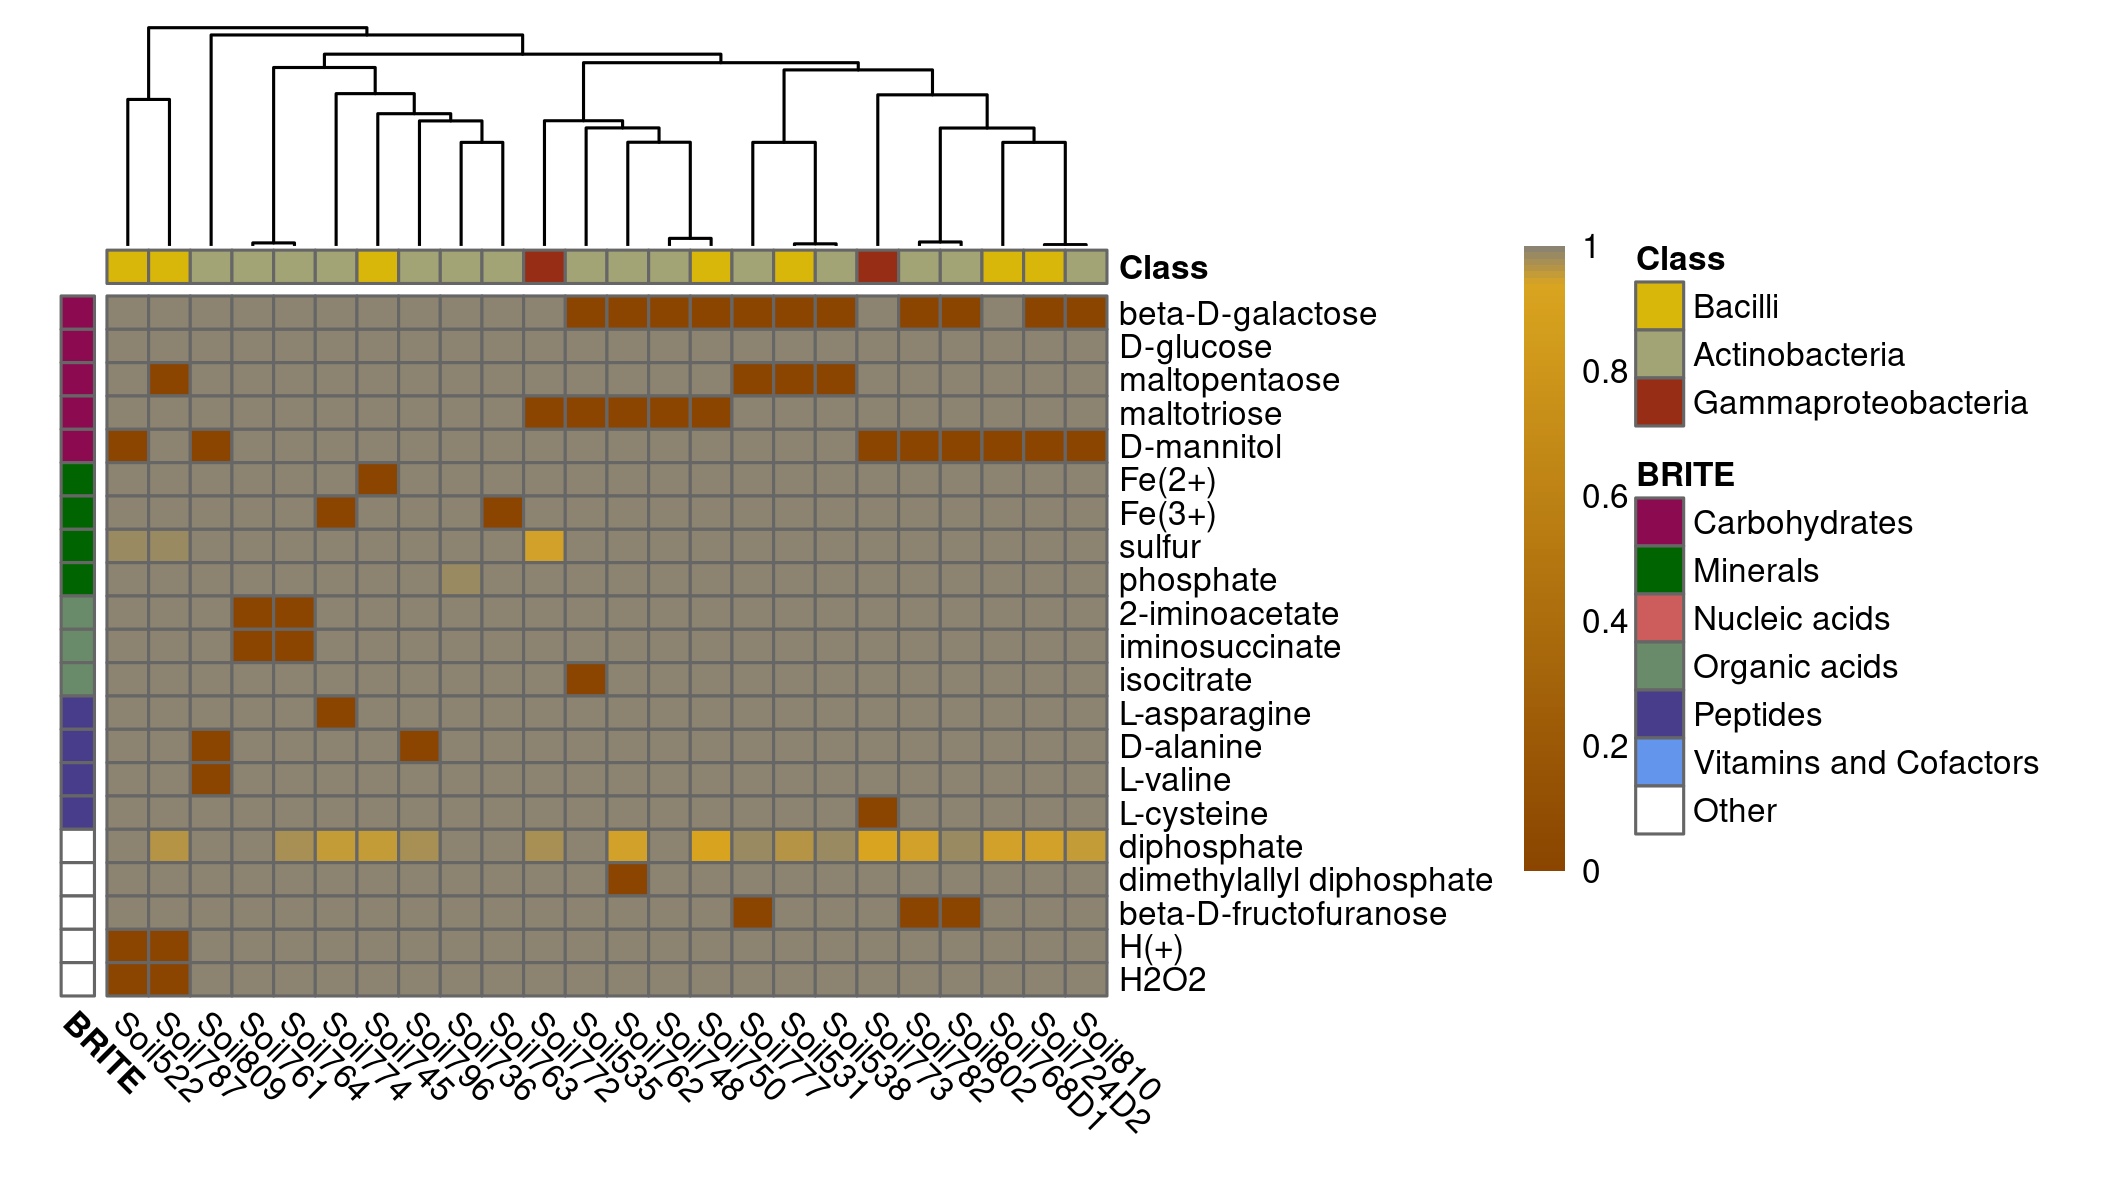 Class
beta-D-galactose
D-glucose
maltopentaose
maltotriose
D-mannitol
Fe(2+)
Fe(3+)
sulfur
phosphate
2-iminoacetate
iminosuccinate
isocitrate
L-asparagine
D-alanine
L-valine
L-cysteine
diphosphate
dimethylallyl diphosphate
beta-D-fructofuranose
H(+)
H2O2
BRITE
Soil522
Soil787
Soil809
Soil761
Soil764
Soil774
Soil745
Soil796
Soil736
Soil763
Soil772
Soil535
Soil762
Soil748
Soil750
Soil777
Soil531
Soil538
Soil773
Soil782
Soil802
Soil768D1
Soil724D2
Soil810
1
0.8
0.6
0.4
0.2
0
Class
Bacilli
Actinobacteria
Gammaproteobacteria
BRITE
Carbohydrates
Minerals
Nucleic acids
Organic acids
Peptides
Vitamins and Cofactors
Other